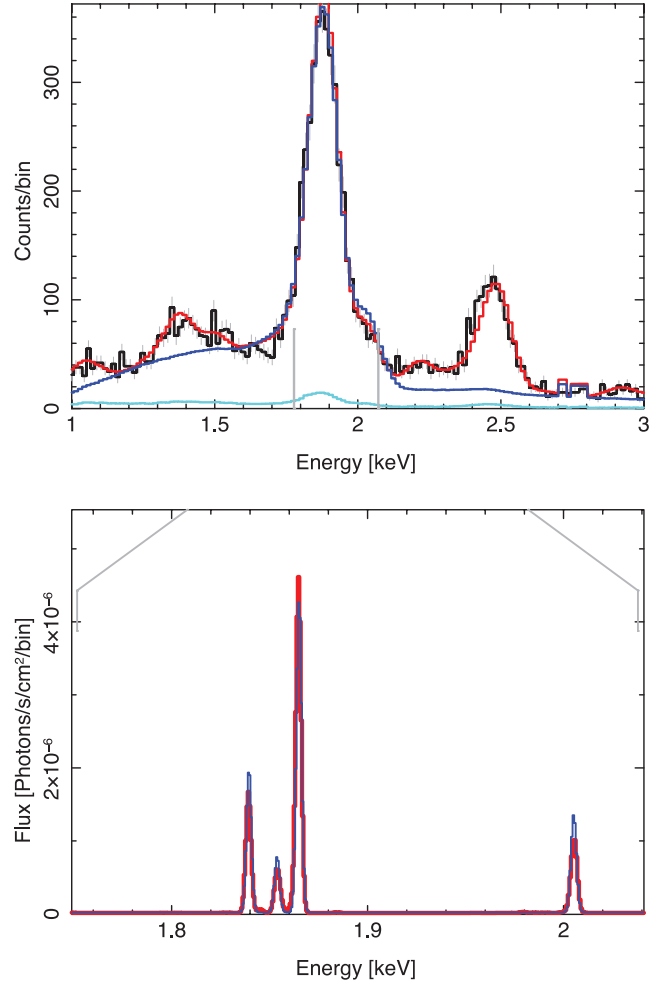 Counts/bin
300
200
100
0
1 1.5 2 2.5 3
Energy [keV]
Flux [Photons/s/cm²/bin]
4×10⁻⁶
2×10⁻⁶
0
1.8 1.9 2
Energy [keV]